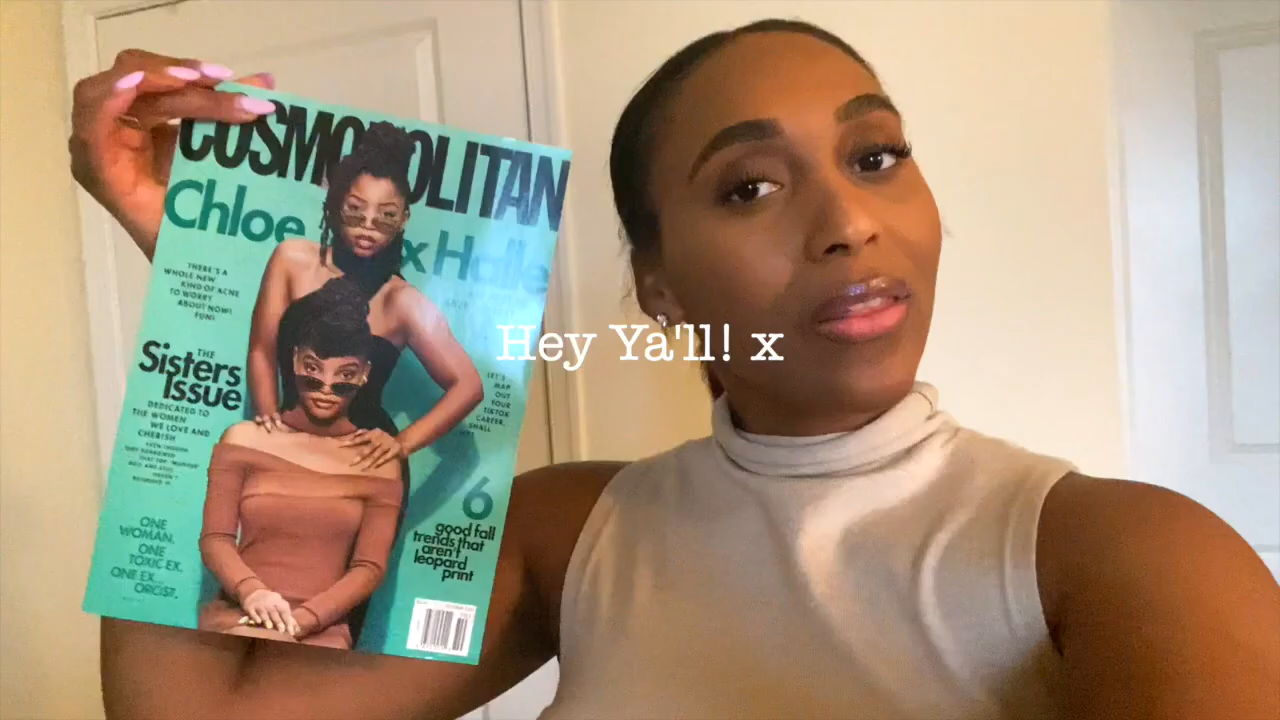 COSMOPOLITAN
Chloe x Halle
THERE'S A
WHOLE NEW
KIND OF ACNE
TO WORRY
ABOUT NOW!
FUN!
Hey Ya'll! x
THE
Sisters
Issue
DEDICATED TO
THE WOMEN
WE LOVE AND
CHERISH
LET'S
MAP
OUT
YOUR
TIKTOK
CAREER,
SHALL
6
good fall
trends that
aren't
leopard
print
ONE
WOMAN.
ONE
TOXIC EX.
ONE EX...
ORCIST.